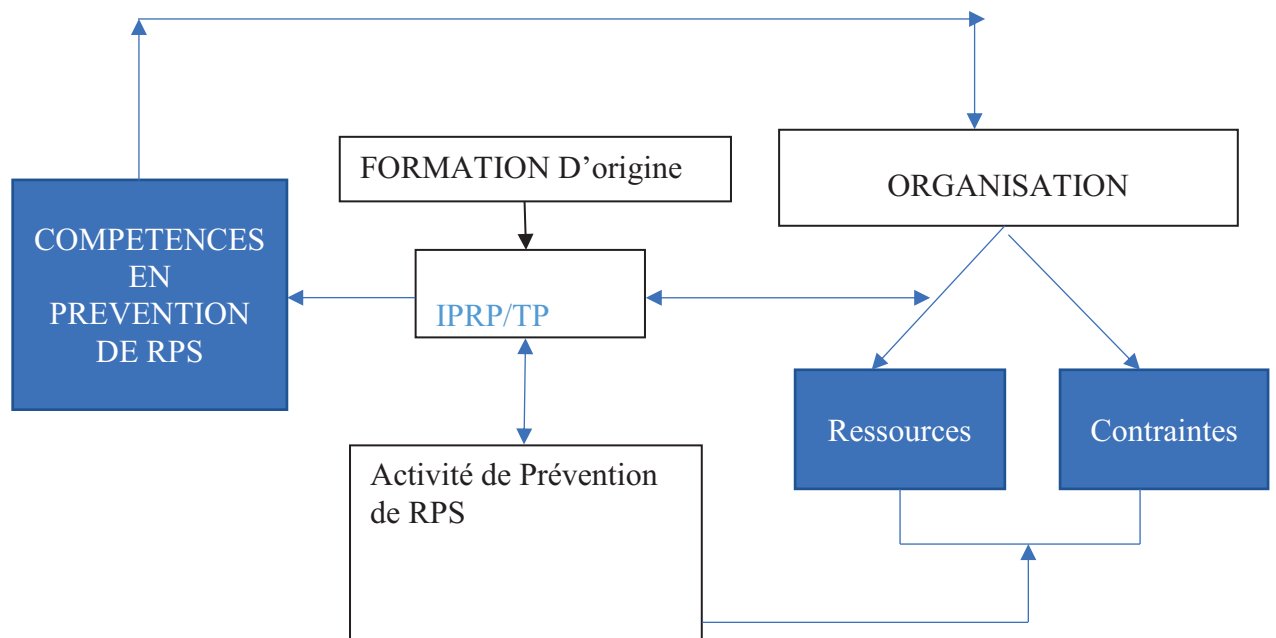 FORMATION D’origine
ORGANISATION
COMPETENCES
EN
PREVENTION
DE RPS
IPRP/TP
Ressources
Contraintes
Activité de Prévention
de RPS